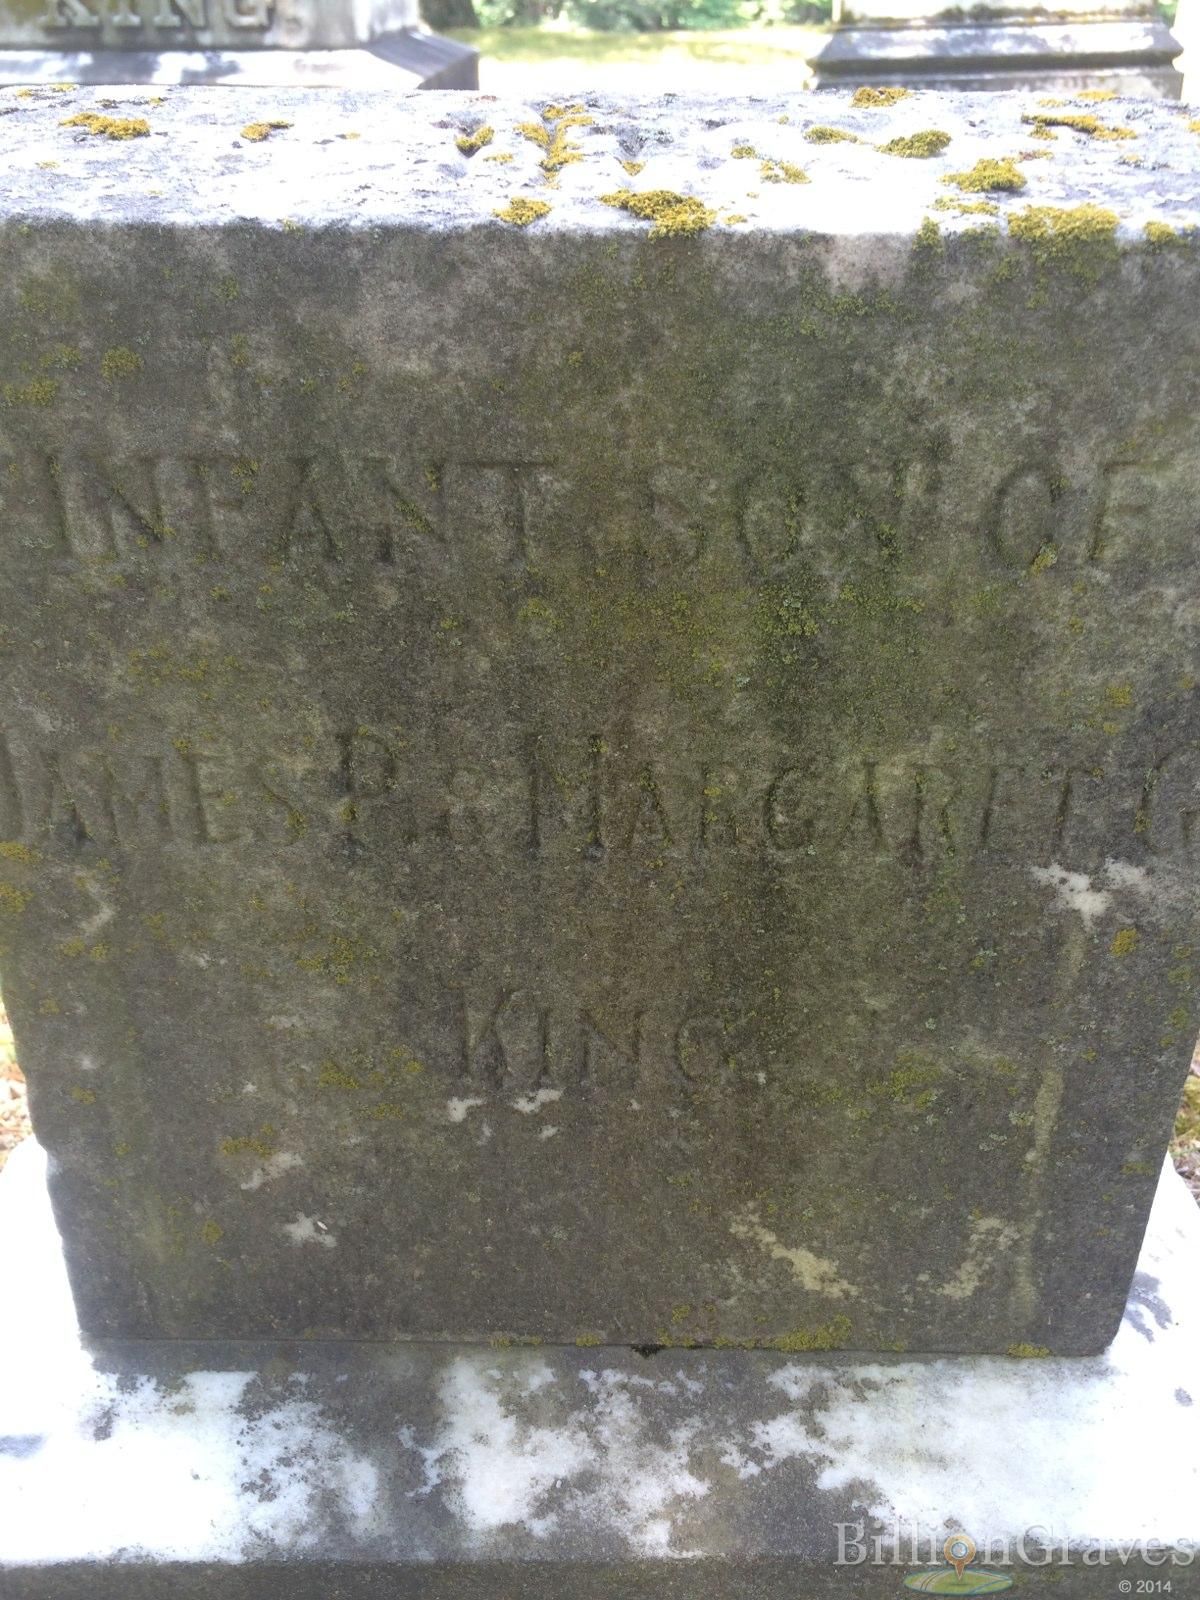 KING
INFANT SON OF
JAMES P. & MARGARET G
KING
BillionGraves
© 2014